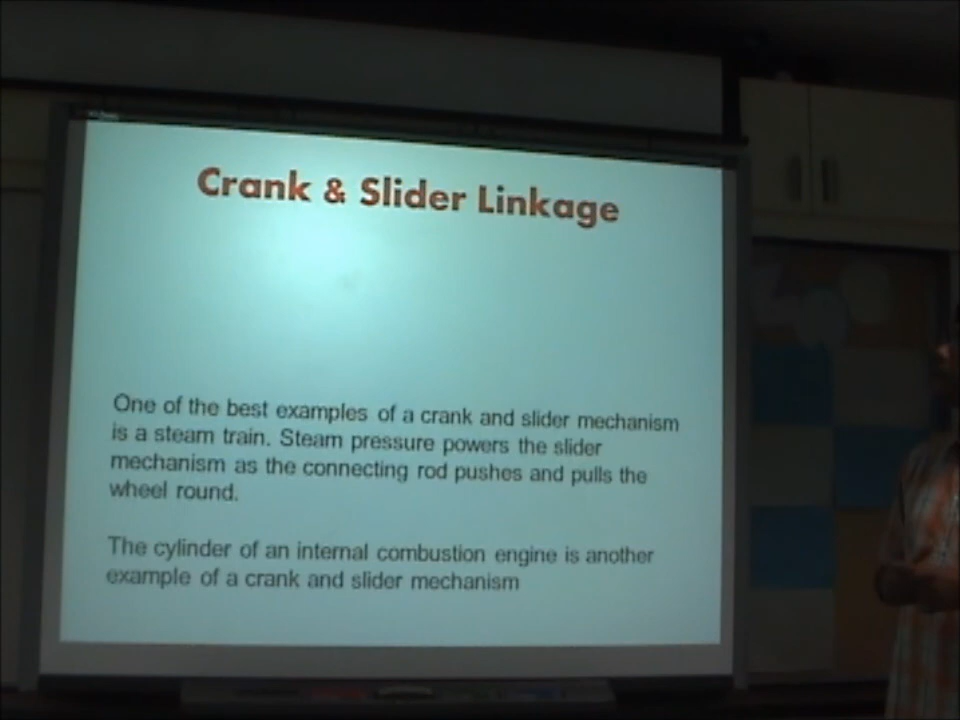 Crank & Slider Linkage
One of the best examples of a crank and slider mechanism
is a steam train. Steam pressure powers the slider
mechanism as the connecting rod pushes and pulls the
wheel round.
The cylinder of an internal combustion engine is another
example of a crank and slider mechanism